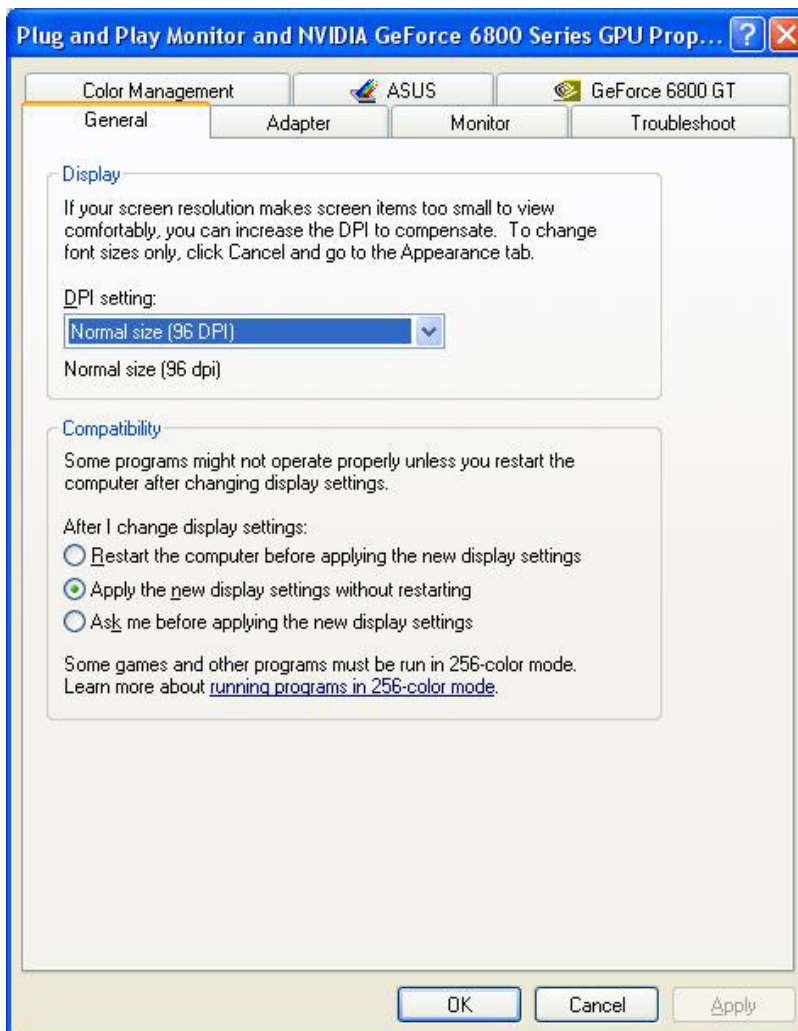 Plug and Play Monitor and NVIDIA GeForce 6800 Series GPU Prop...
Color Management
ASUS
GeForce 6800 GT
General
Adapter
Monitor
Troubleshoot
Display
If your screen resolution makes screen items too small to view
comfortably, you can increase the DPI to compensate. To change
font sizes only, click Cancel and go to the Appearance tab.
DPI setting:
Normal size (96 DPI)
Normal size (96 dpi)
Compatibility
Some programs might not operate properly unless you restart the
computer after changing display settings.
After I change display settings:
Restart the computer before applying the new display settings
Apply the new display settings without restarting
Ask me before applying the new display settings
Some games and other programs must be run in 256-color mode.
Learn more about running programs in 256-color mode.
OK
Cancel
Apply